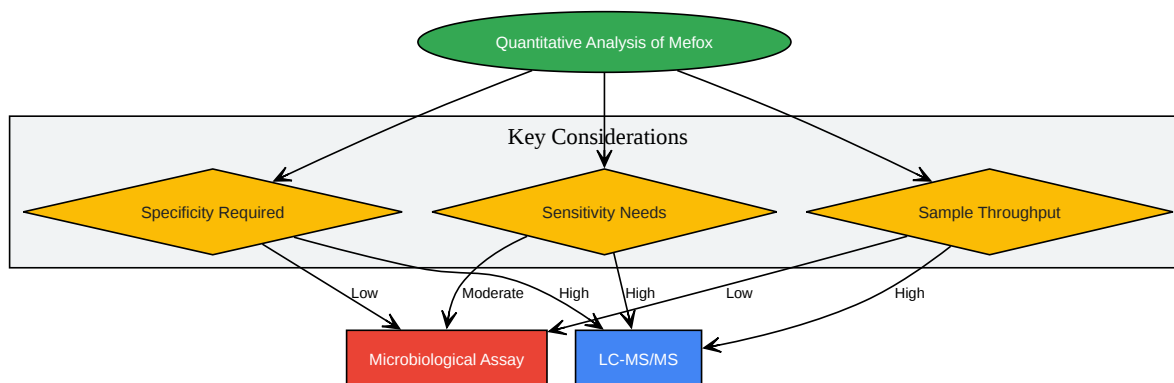 Quantitative Analysis of Mefox
Key Considerations
Specificity Required
Sensitivity Needs
Sample Throughput
Low
Moderate
High
High
Low
High
Microbiological Assay
LC-MS/MS